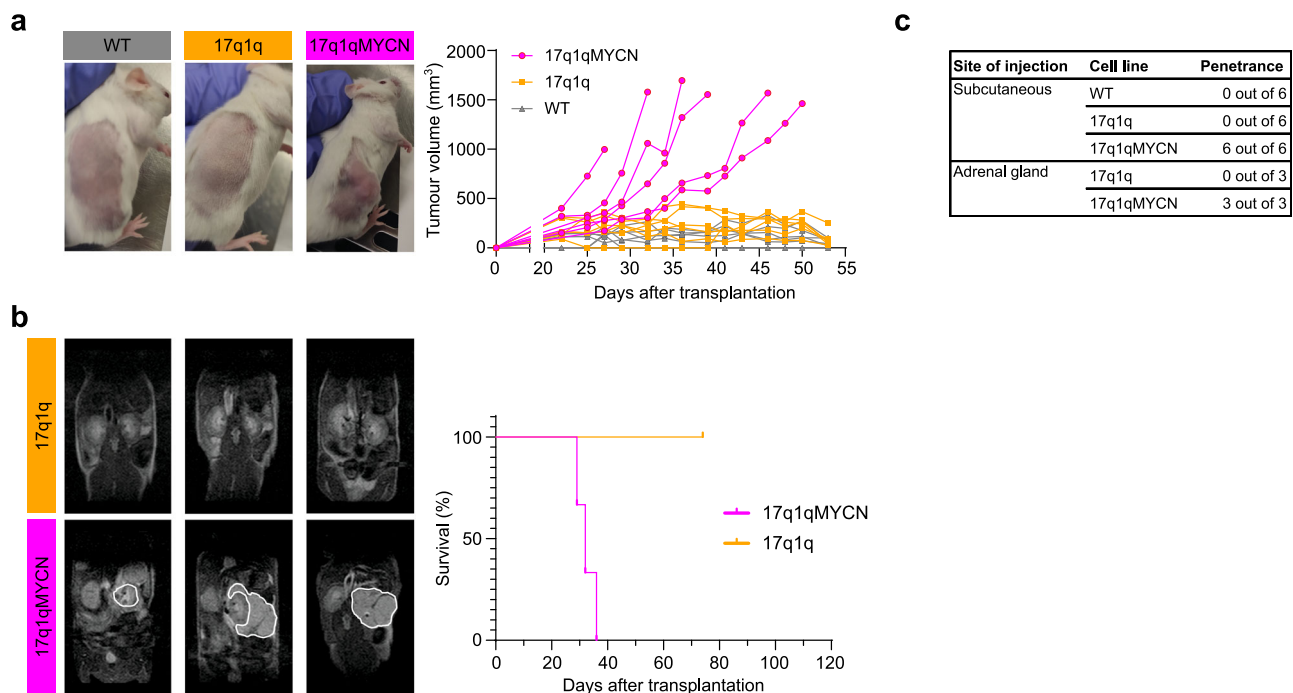 a
WT
17q1q
17q1qMYCN
Tumour volume (mm³)
2000
1500
1000
500
0
17q1qMYCN
17q1q
WT
0 20 25 30 35 40 45 50 55
Days after transplantation
c
Site of injection Cell line Penetrance
Subcutaneous WT 0 out of 6
17q1q 0 out of 6
17q1qMYCN 6 out of 6
Adrenal gland 17q1q 0 out of 3
17q1qMYCN 3 out of 3
b
17q1q
17q1qMYCN
Survival (%)
100
50
0
17q1qMYCN
17q1q
0 20 40 60 80 100 120
Days after transplantation